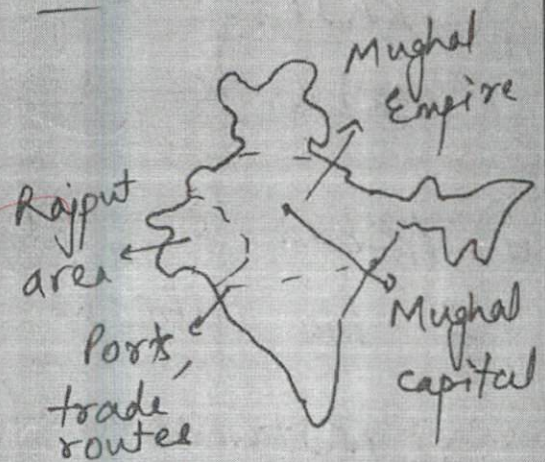 Mughal
Empire
Rajput
area
Ports,
trade
routes
Mughal
capital